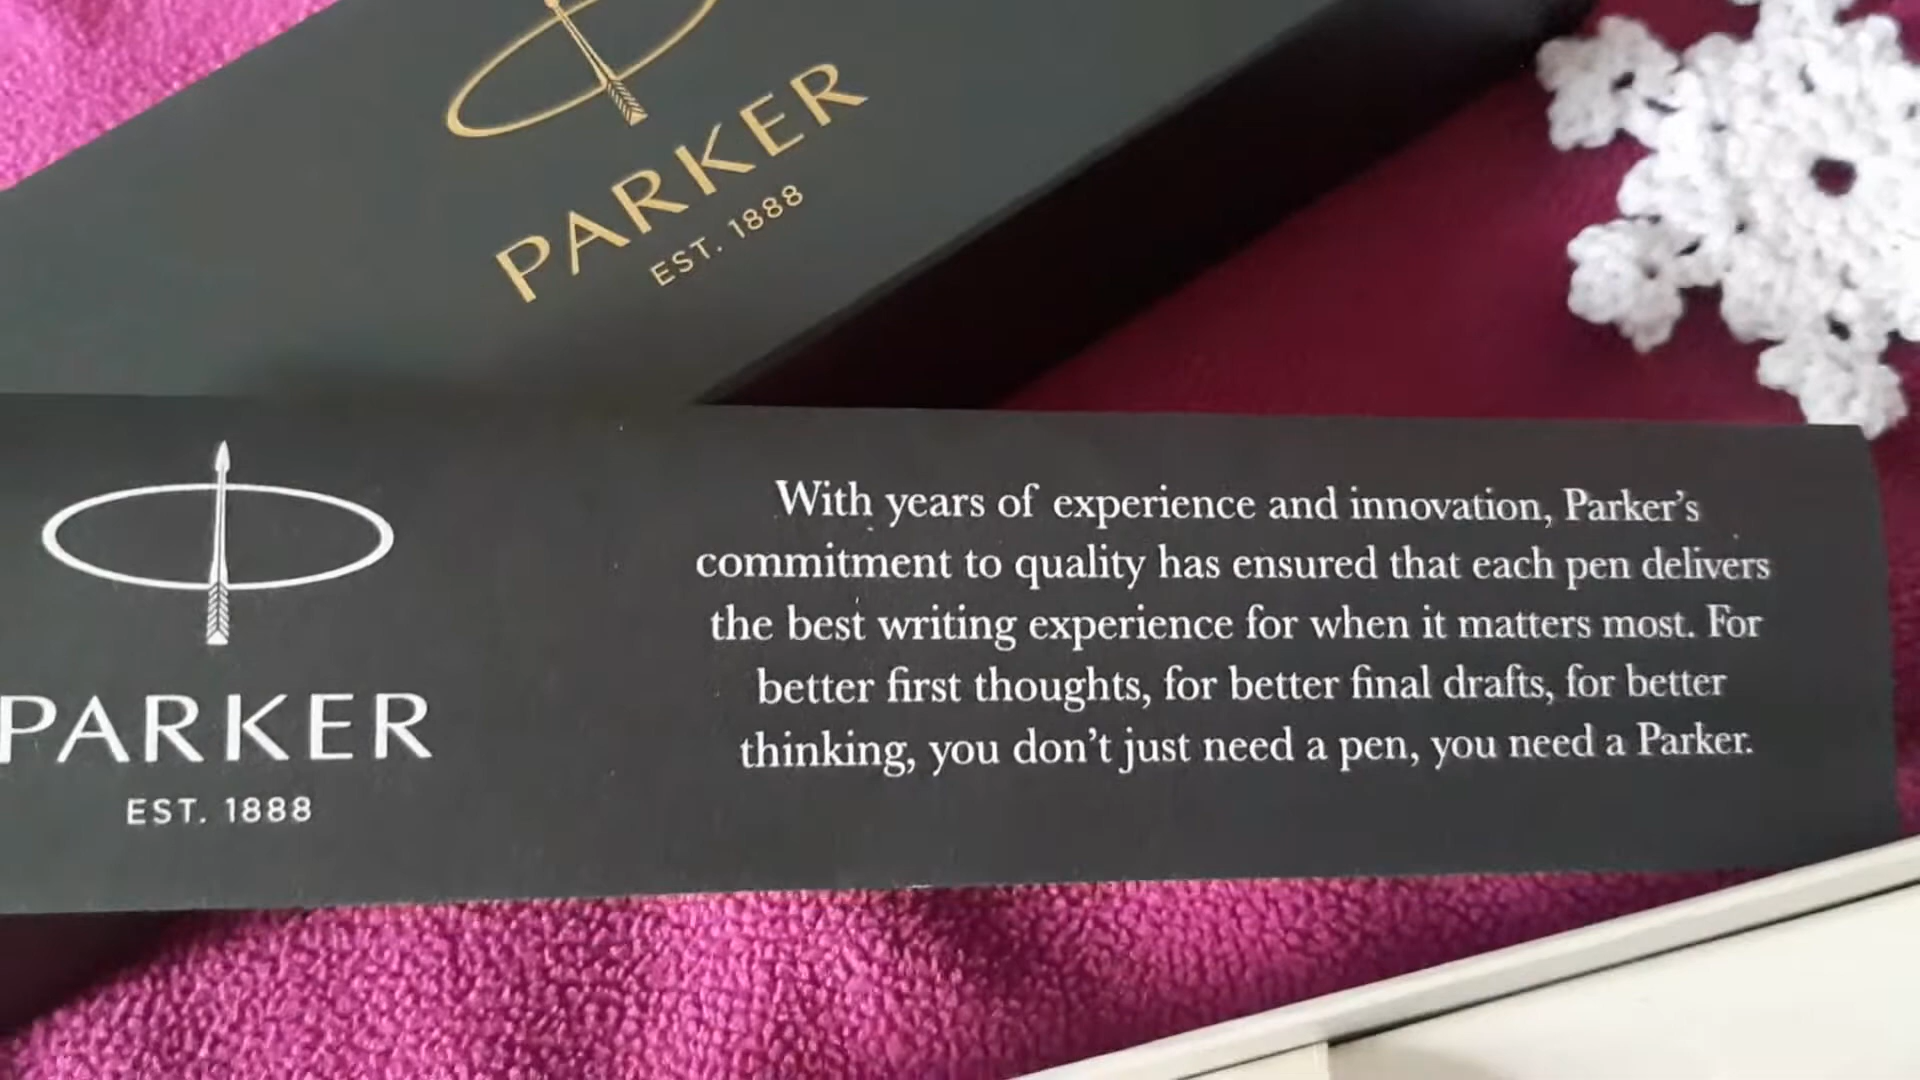 PARKER
EST. 1888
PARKER
EST. 1888
With years of experience and innovation, Parker's
commitment to quality has ensured that each pen delivers
the best writing experience for when it matters most. For
better first thoughts, for better final drafts, for better
thinking, you don't just need a pen, you need a Parker.